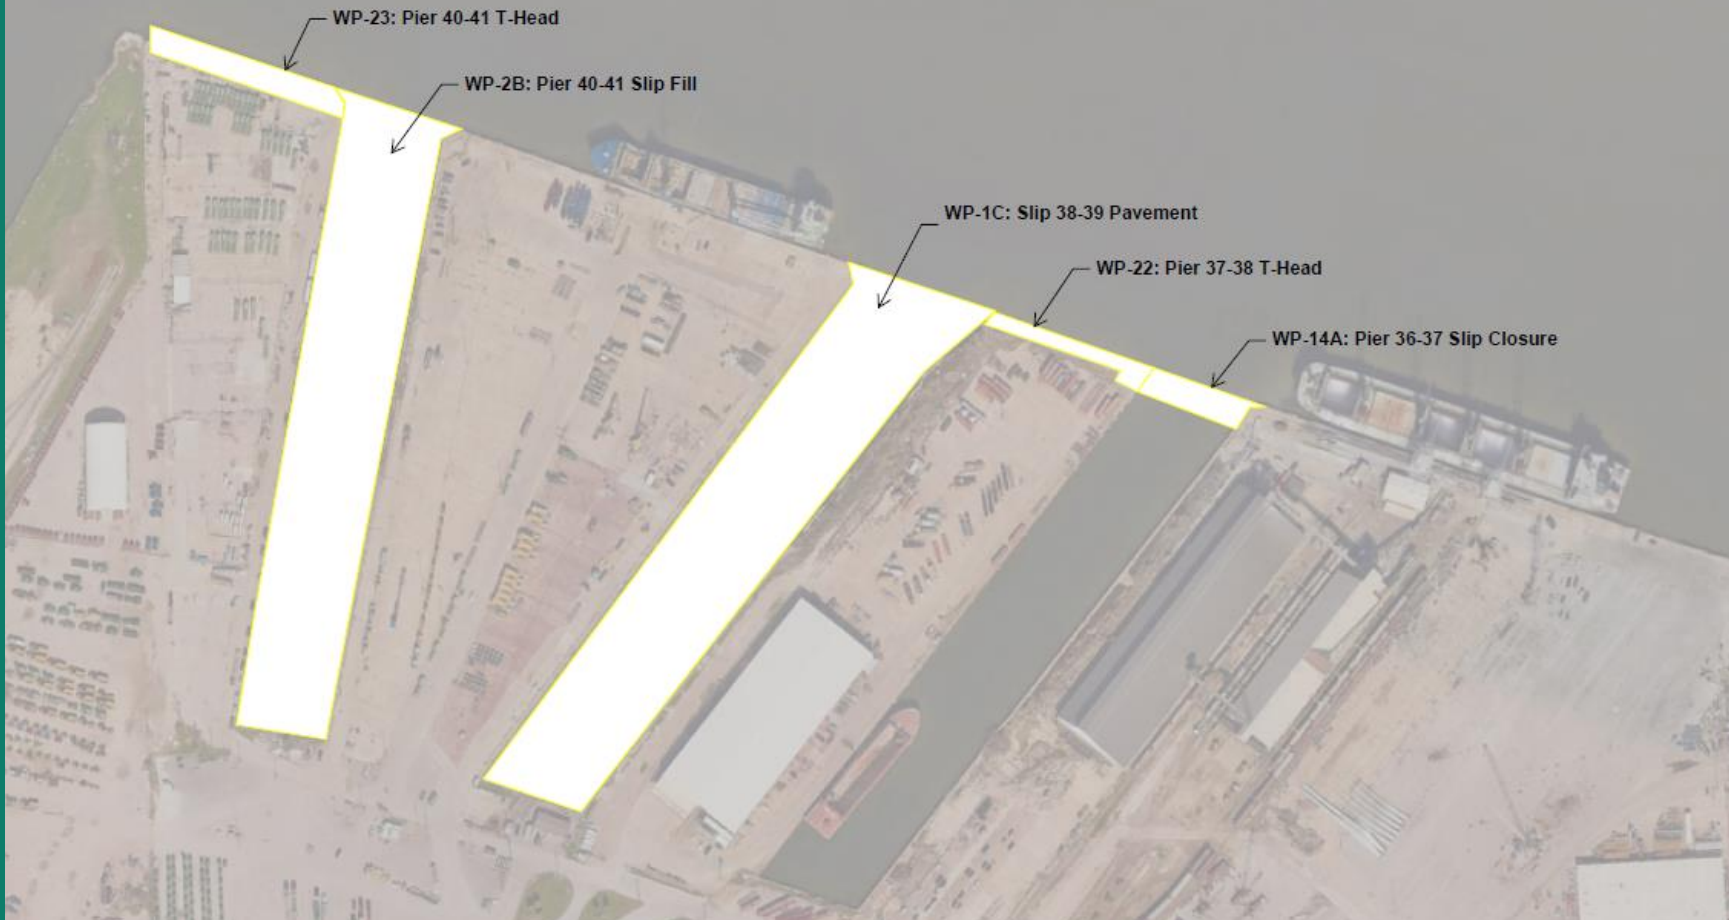 WP-23: Pier 40-41 T-Head
WP-2B: Pier 40-41 Slip Fill
WP-1C: Slip 38-39 Pavement
WP-22: Pier 37-38 T-Head
WP-14A: Pier 36-37 Slip Closure